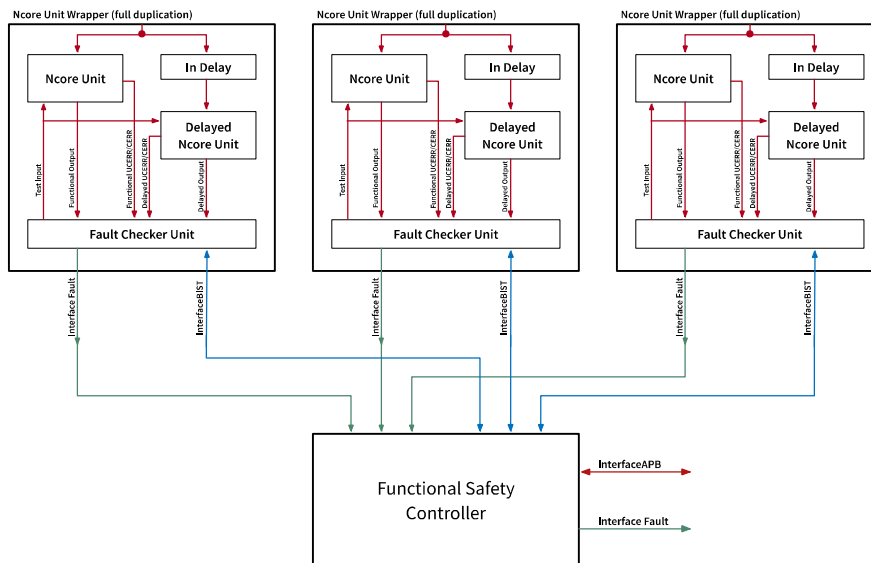 Ncore Unit Wrapper (full duplication)
Ncore Unit
In Delay
Delayed
Ncore Unit
Test Input
Functional Output
Functional UCERR/CERR
Delayed UCERR/CERR
Delayed Output
Fault Checker Unit
Interface Fault
InterfaceBIST
Ncore Unit Wrapper (full duplication)
Ncore Unit
In Delay
Delayed
Ncore Unit
Test Input
Functional Output
Functional UCERR/CERR
Delayed UCERR/CERR
Delayed Output
Fault Checker Unit
Interface Fault
InterfaceBIST
Ncore Unit Wrapper (full duplication)
Ncore Unit
In Delay
Delayed
Ncore Unit
Test Input
Functional Output
Functional UCERR/CERR
Delayed UCERR/CERR
Delayed Output
Fault Checker Unit
Interface Fault
InterfaceBIST
Functional Safety
Controller
InterfaceAPB
Interface Fault